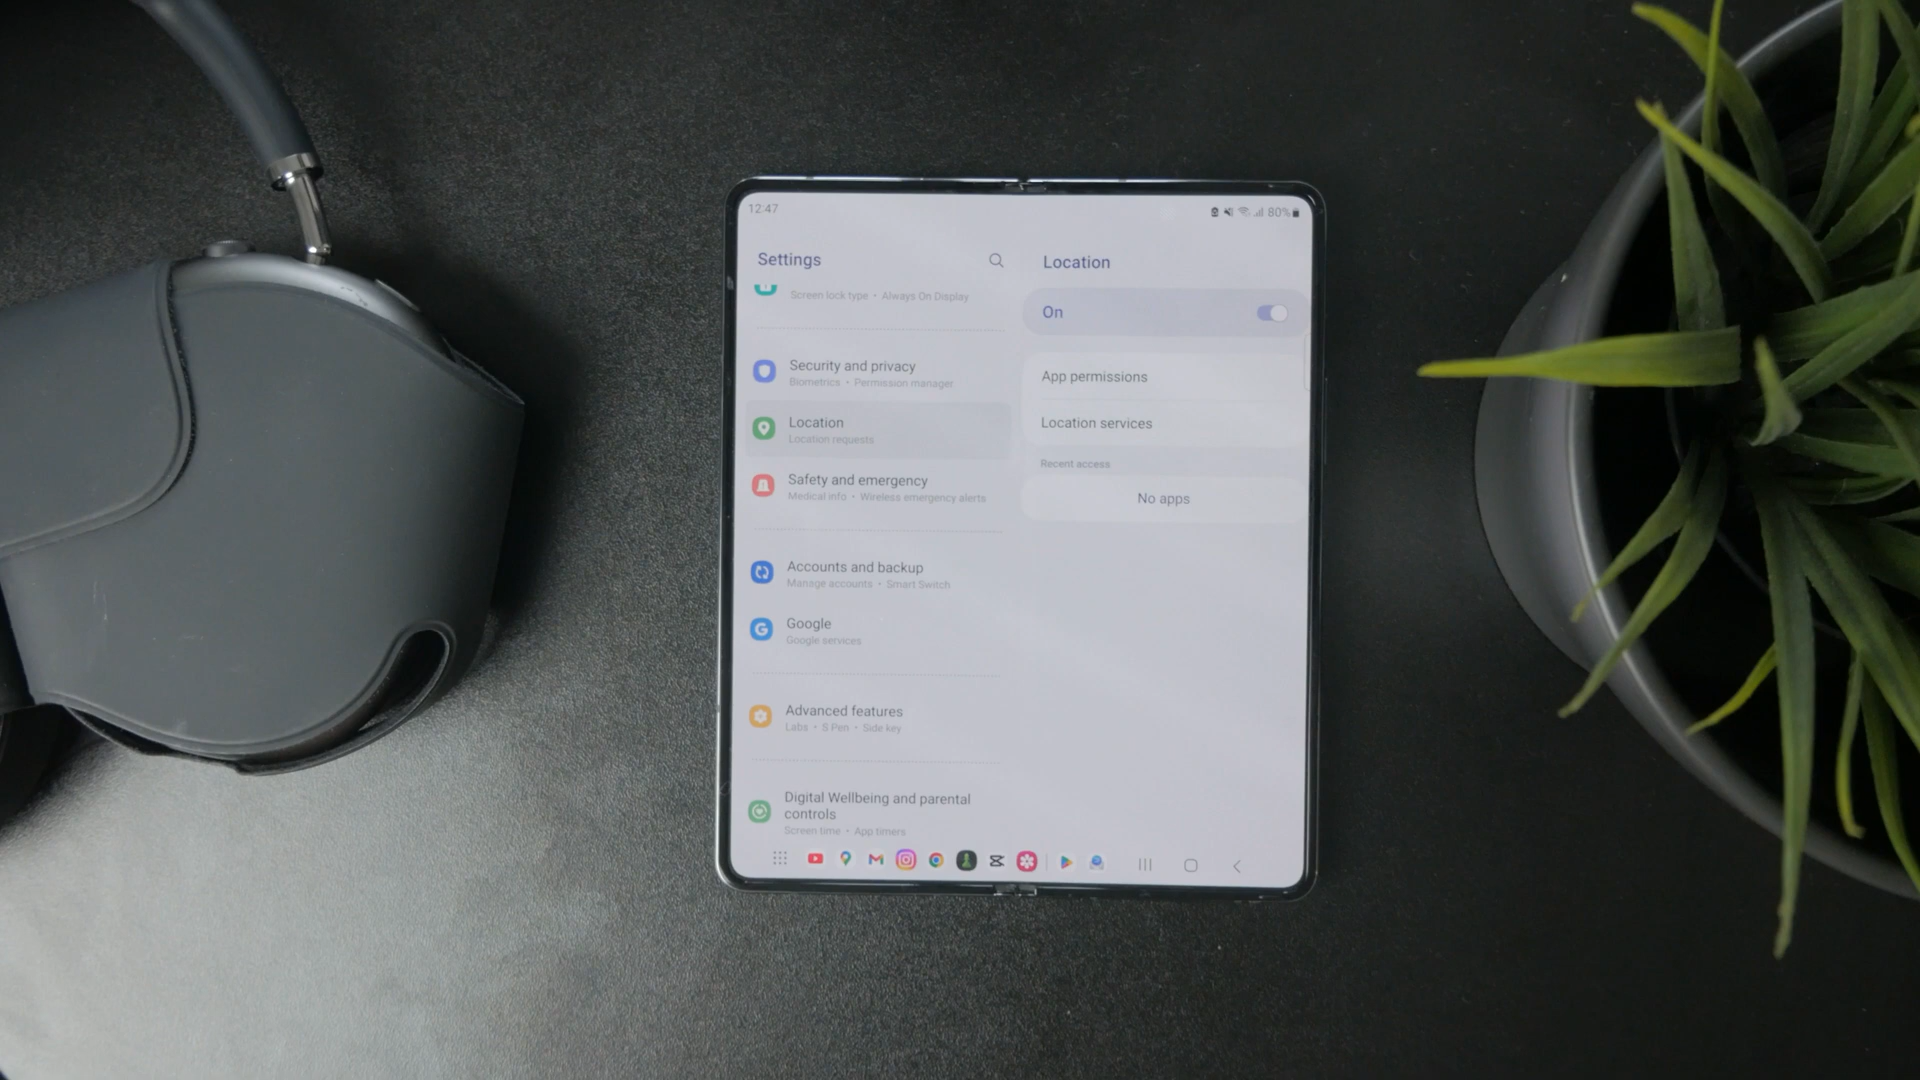 12:47
80%
Settings
Screen lock type • Always On Display
Security and privacy
Biometrics • Permission manager
Location
Location requests
Safety and emergency
Medical info • Wireless emergency alerts
Accounts and backup
Manage accounts • Smart Switch
Google
Google services
Advanced features
Labs • S Pen • Side key
Digital Wellbeing and parental
controls
Screen time • App timers
Location
On
App permissions
Location services
Recent access
No apps